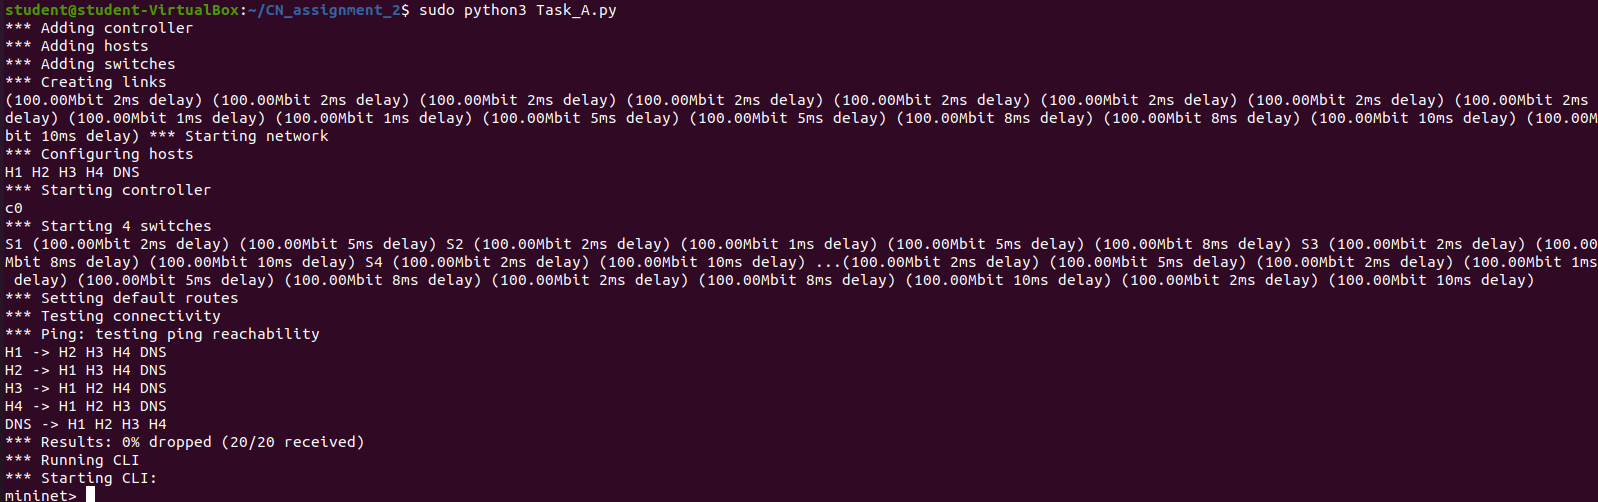 student@student-VirtualBox:~/CN_assignment_2$ sudo python3 Task_A.py
*** Adding controller
*** Adding hosts
*** Adding switches
*** Creating links
(100.00Mbit 2ms delay) (100.00Mbit 2ms delay) (100.00Mbit 2ms delay) (100.00Mbit 2ms delay) (100.00Mbit 2ms delay) (100.00Mbit 2ms delay) (100.00Mbit 2ms delay) (100.00Mbit 2ms
delay) (100.00Mbit 1ms delay) (100.00Mbit 1ms delay) (100.00Mbit 5ms delay) (100.00Mbit 5ms delay) (100.00Mbit 8ms delay) (100.00Mbit 8ms delay) (100.00Mbit 10ms delay) (100.00M
bit 10ms delay) *** Starting network
*** Configuring hosts
H1 H2 H3 H4 DNS
*** Starting controller
c0
*** Starting 4 switches
S1 (100.00Mbit 2ms delay) (100.00Mbit 5ms delay) S2 (100.00Mbit 2ms delay) (100.00Mbit 1ms delay) (100.00Mbit 5ms delay) (100.00Mbit 8ms delay) S3 (100.00Mbit 2ms delay) (100.00
Mbit 8ms delay) (100.00Mbit 10ms delay) S4 (100.00Mbit 2ms delay) (100.00Mbit 10ms delay) ...(100.00Mbit 2ms delay) (100.00Mbit 5ms delay) (100.00Mbit 2ms delay) (100.00Mbit 1ms
 delay) (100.00Mbit 5ms delay) (100.00Mbit 8ms delay) (100.00Mbit 2ms delay) (100.00Mbit 8ms delay) (100.00Mbit 10ms delay) (100.00Mbit 2ms delay) (100.00Mbit 10ms delay)
*** Setting default routes
*** Testing connectivity
*** Ping: testing ping reachability
H1 -> H2 H3 H4 DNS
H2 -> H1 H3 H4 DNS
H3 -> H1 H2 H4 DNS
H4 -> H1 H2 H3 DNS
DNS -> H1 H2 H3 H4
*** Results: 0% dropped (20/20 received)
*** Running CLI
*** Starting CLI:
mininet>